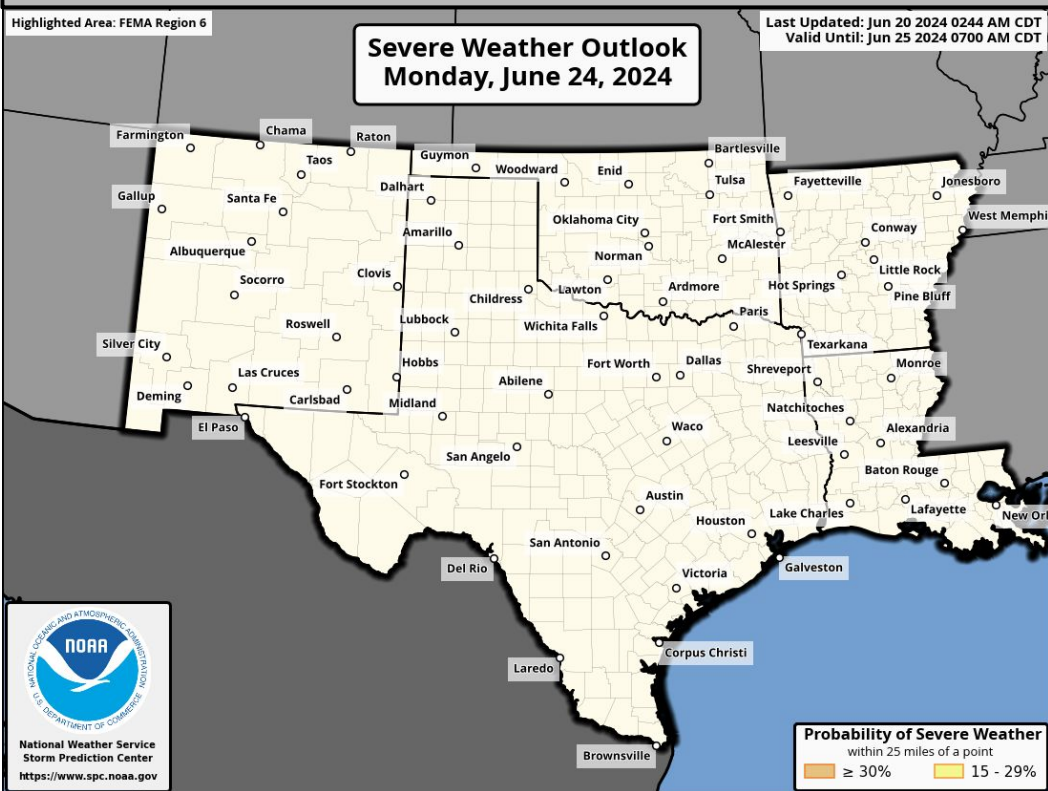 Highlighted Area: FEMA Region 6
Last Updated: Jun 20 2024 0244 AM CDT
Valid Until: Jun 25 2024 0700 AM CDT
Severe Weather Outlook
Monday, June 24, 2024
Farmington
Chama
Raton
Taos
Guymon
Woodward
Enid
Bartlesville
Tulsa
Fayetteville
Jonesboro
Gallup
Santa Fe
Dalhart
Oklahoma City
Fort Smith
West Memphi
Albuquerque
Amarillo
Norman
McAlester
Conway
Socorro
Clovis
Childress
Lawton
Ardmore
Hot Springs
Little Rock
Pine Bluff
Roswell
Lubbock
Wichita Falls
Paris
Texarkana
Silver City
Las Cruces
Hobbs
Fort Worth
Dallas
Shreveport
Monroe
Deming
Carlsbad
Midland
Abilene
El Paso
Natchitoches
Waco
Leesville
Alexandria
San Angelo
Fort Stockton
Baton Rouge
Austin
Houston
Lake Charles
Lafayette
New Orl
San Antonio
Del Rio
Victoria
Galveston
Laredo
Corpus Christi
Brownsville
NATIONAL OCEANIC AND ATMOSPHERIC ADMINISTRATION
NOAA
U.S. DEPARTMENT OF COMMERCE
National Weather Service
Storm Prediction Center
https://www.spc.noaa.gov
Probability of Severe Weather
within 25 miles of a point
≥ 30%
15 - 29%